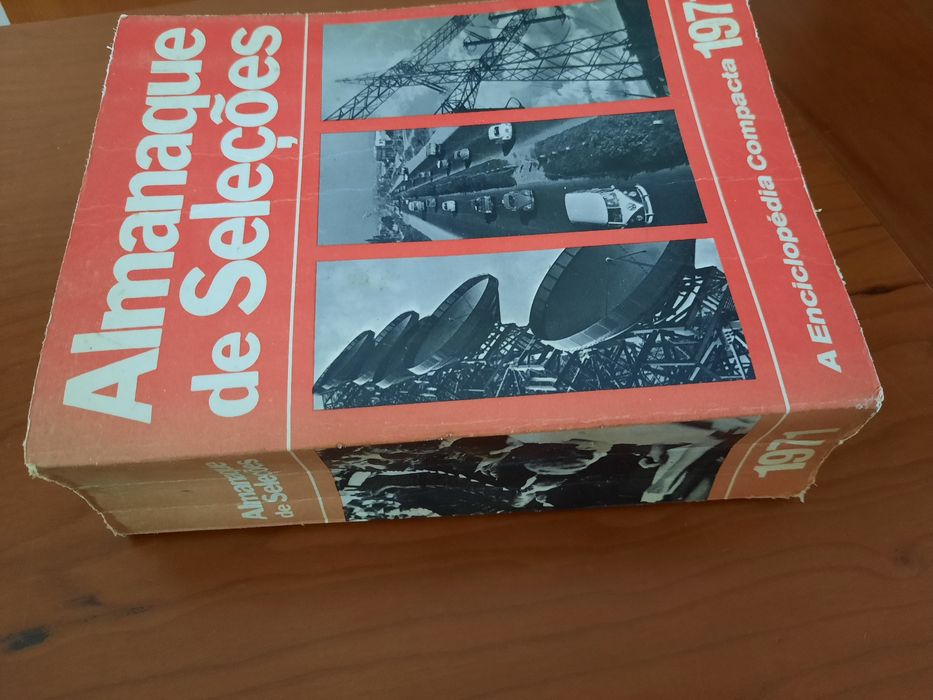 Almanaque
de Seleções
A Enciclopédia Compacta 1971
Almanaque
de Seleções
1971